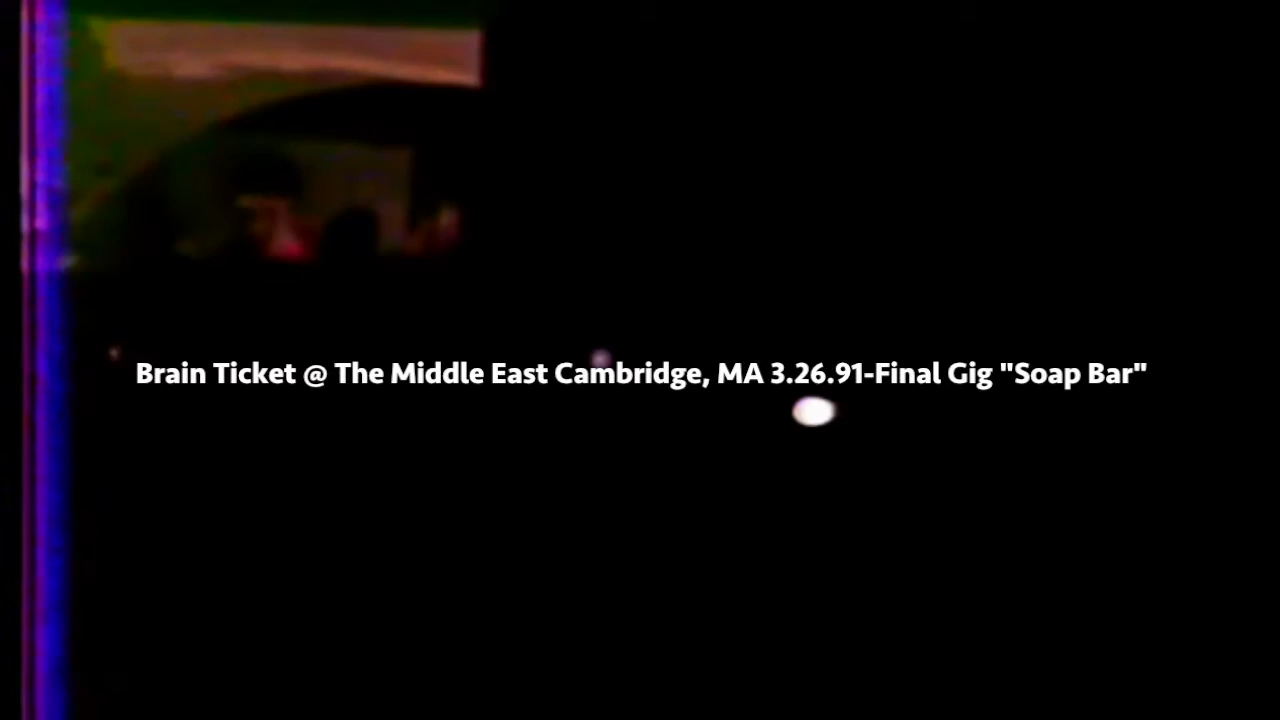 Brain Ticket @ The Middle East Cambridge, MA 3.26.91-Final Gig "Soap Bar"